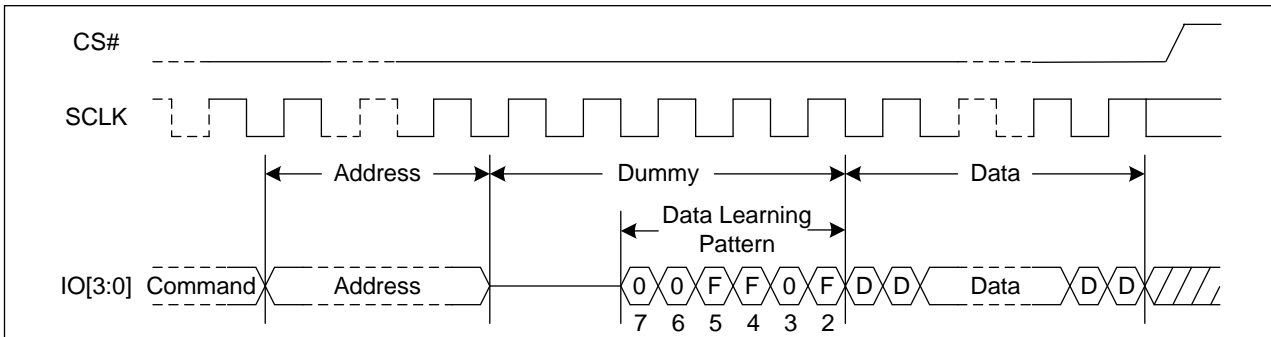 CS#
SCLK
Address Dummy Data
Data Learning
Pattern
IO[3:0] Command Address 0 0 F F 0 F D D Data D D
7 6 5 4 3 2